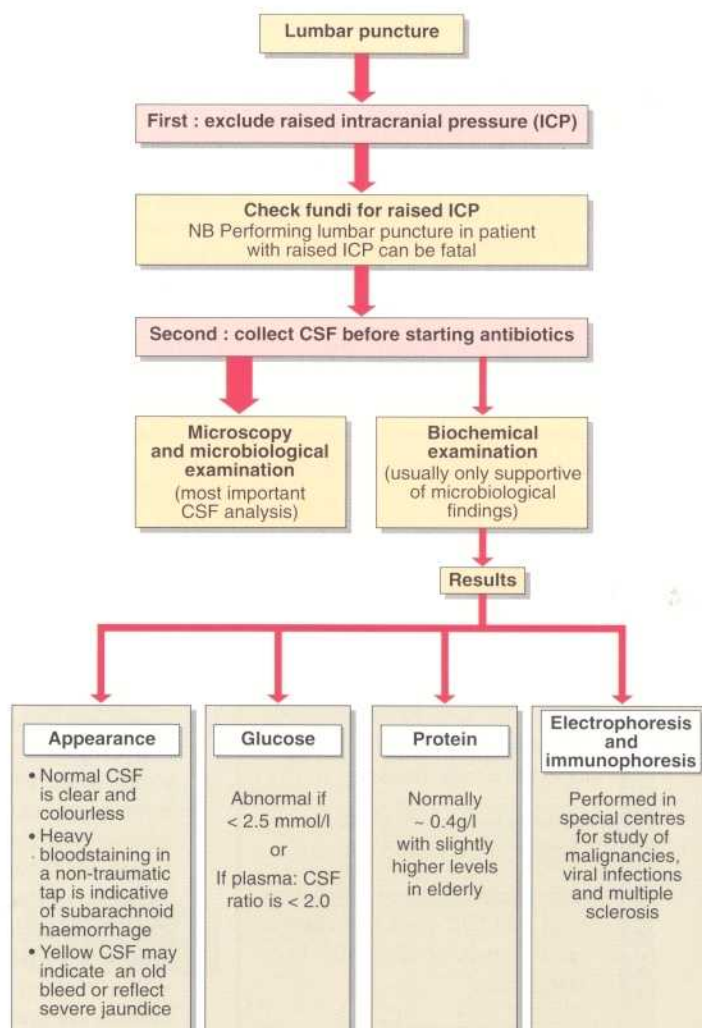 Lumbar puncture
First : exclude raised intracranial pressure (ICP)
Check fundi for raised ICP
NB Performing lumbar puncture in patient
with raised ICP can be fatal
Second : collect CSF before starting antibiotics
Microscopy
and microbiological
examination
(most important
CSF analysis)
Biochemical
examination
(usually only supportive
of microbiological
findings)
Results
Appearance
• Normal CSF
is clear and
colourless
• Heavy
bloodstaining in
a non-traumatic
tap is indicative
of subarachnoid
haemorrhage
• Yellow CSF may
indicate an old
bleed or reflect
severe jaundice
Glucose
Abnormal if
< 2.5 mmol/l
or
If plasma: CSF
ratio is < 2.0
Protein
Normally
~ 0.4g/l
with slightly
higher levels
in elderly
Electrophoresis
and
immunophoresis
Performed in
special centres
for study of
malignancies,
viral infections
and multiple
sclerosis